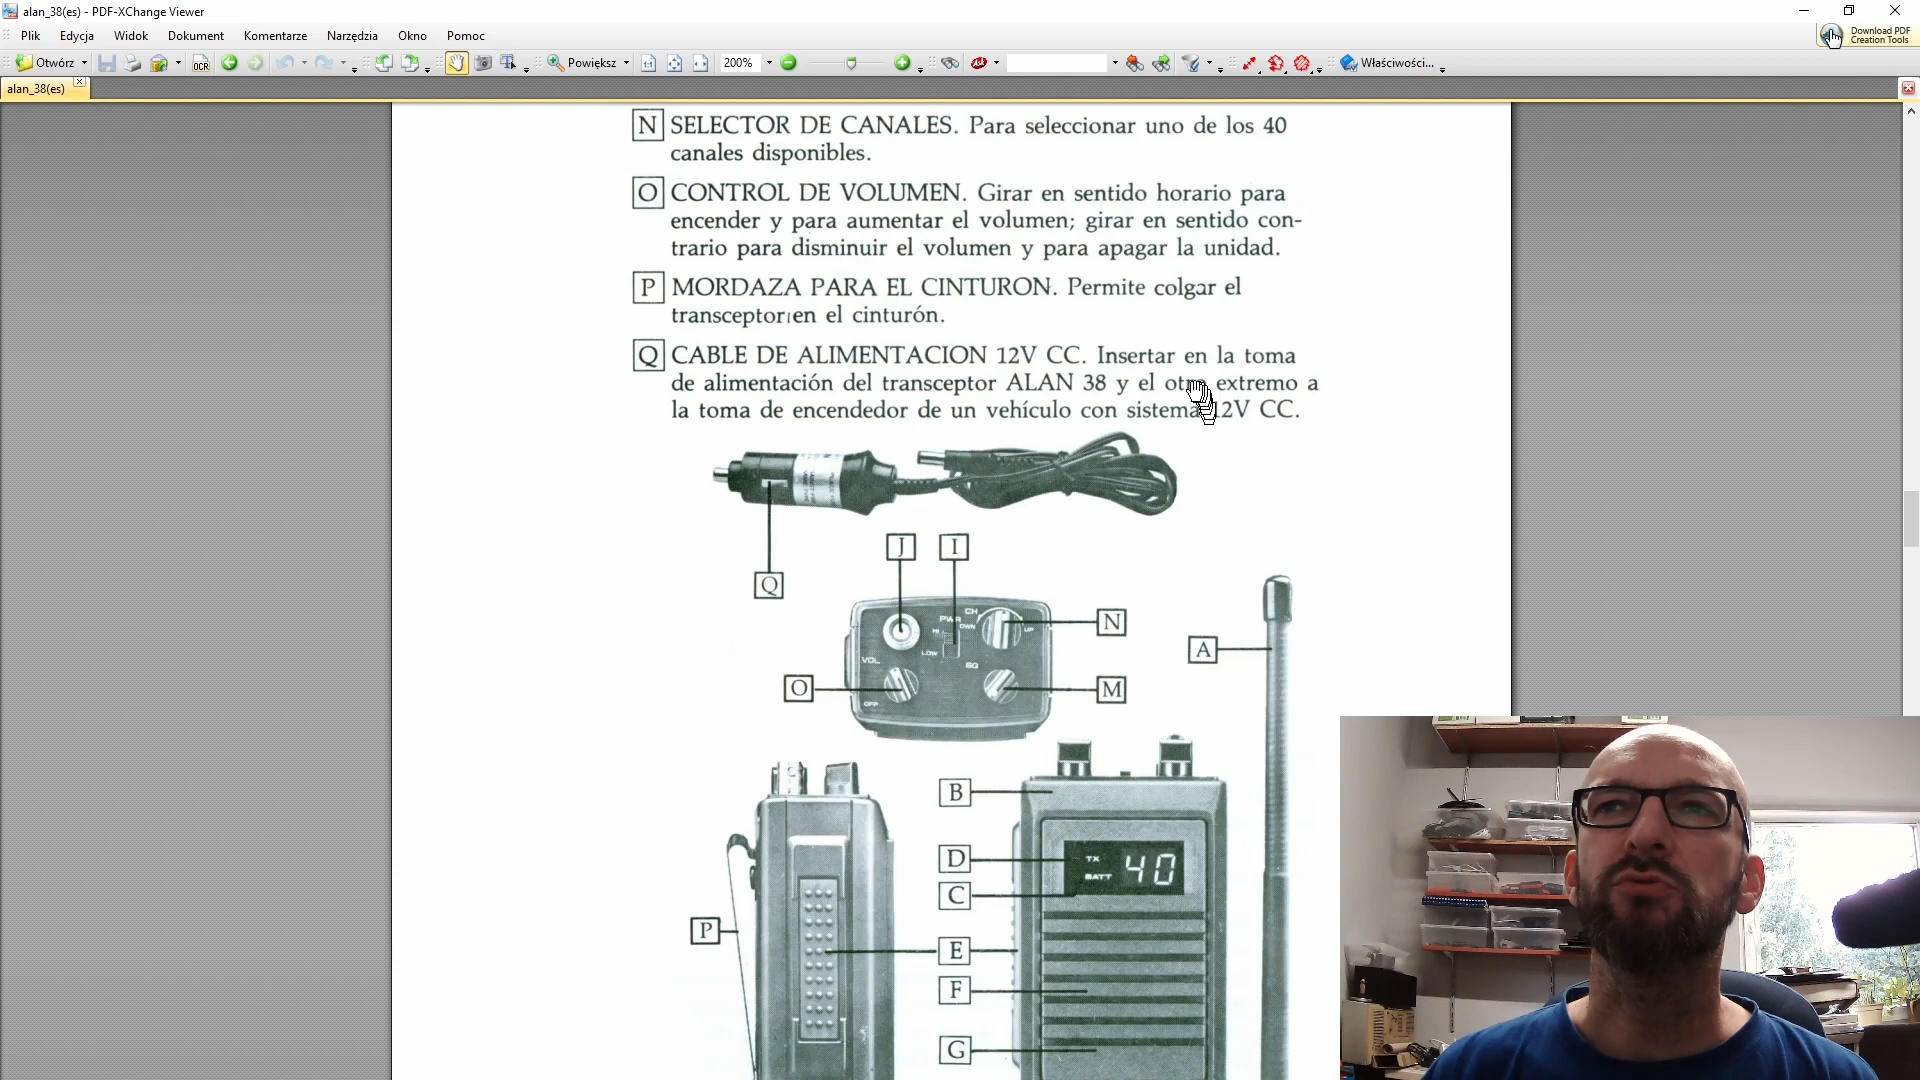 alan_38(es) - PDF-XChange Viewer
Plik Edycja Widok Dokument Komentarze Narzędzia Okno Pomoc
Download PDF
Creation Tools
Otwórz OCR Powiększ 200% Właściwości...
alan_38(es)
N SELECTOR DE CANALES. Para seleccionar uno de los 40
canales disponibles.
O CONTROL DE VOLUMEN. Girar en sentido horario para
encender y para aumentar el volumen; girar en sentido con-
trario para disminuir el volumen y para apagar la unidad.
P MORDAZA PARA EL CINTURON. Permite colgar el
transceptor en el cinturón.
Q CABLE DE ALIMENTACION 12V CC. Insertar en la toma
de alimentación del transceptor ALAN 38 y el otro extremo a
la toma de encendedor de un vehículo con sistema 12V CC.
J I
Q
CH
PWR
HI DWN UP
N
LOW
A
VOL SQ
O M
OFF
B
D TX 40
BATT
C
P
E
F
G